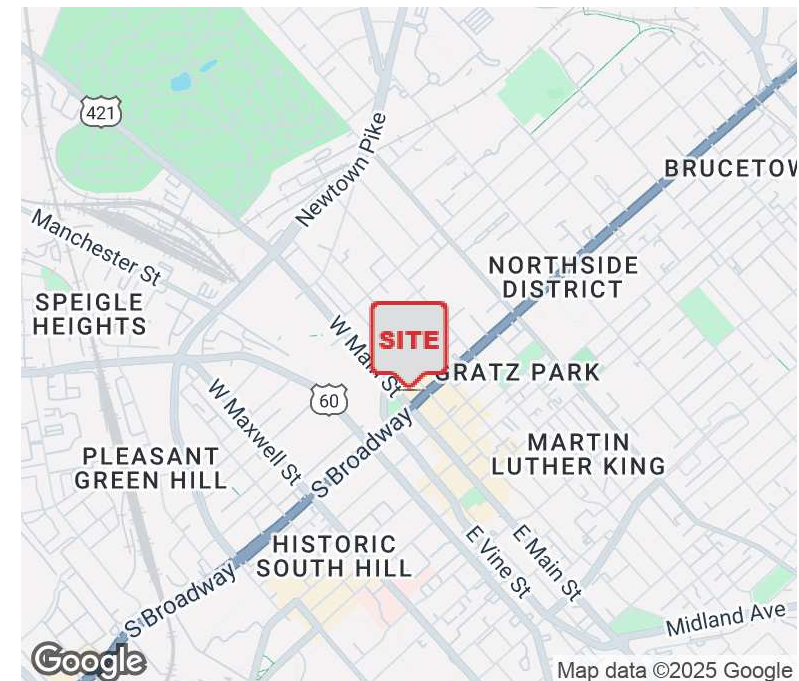 421
Newtown Pike
BRUCETOW
Manchester St
NORTHSIDE
DISTRICT
SPEIGLE
HEIGHTS
SITE
W Main St
GRATZ PARK
60
W Maxwell St
S Broadway
PLEASANT
GREEN HILL
MARTIN
LUTHER KING
HISTORIC
SOUTH HILL
E Vine St
E Main St
S Broadway
Midland Ave
Google
Map data ©2025 Google